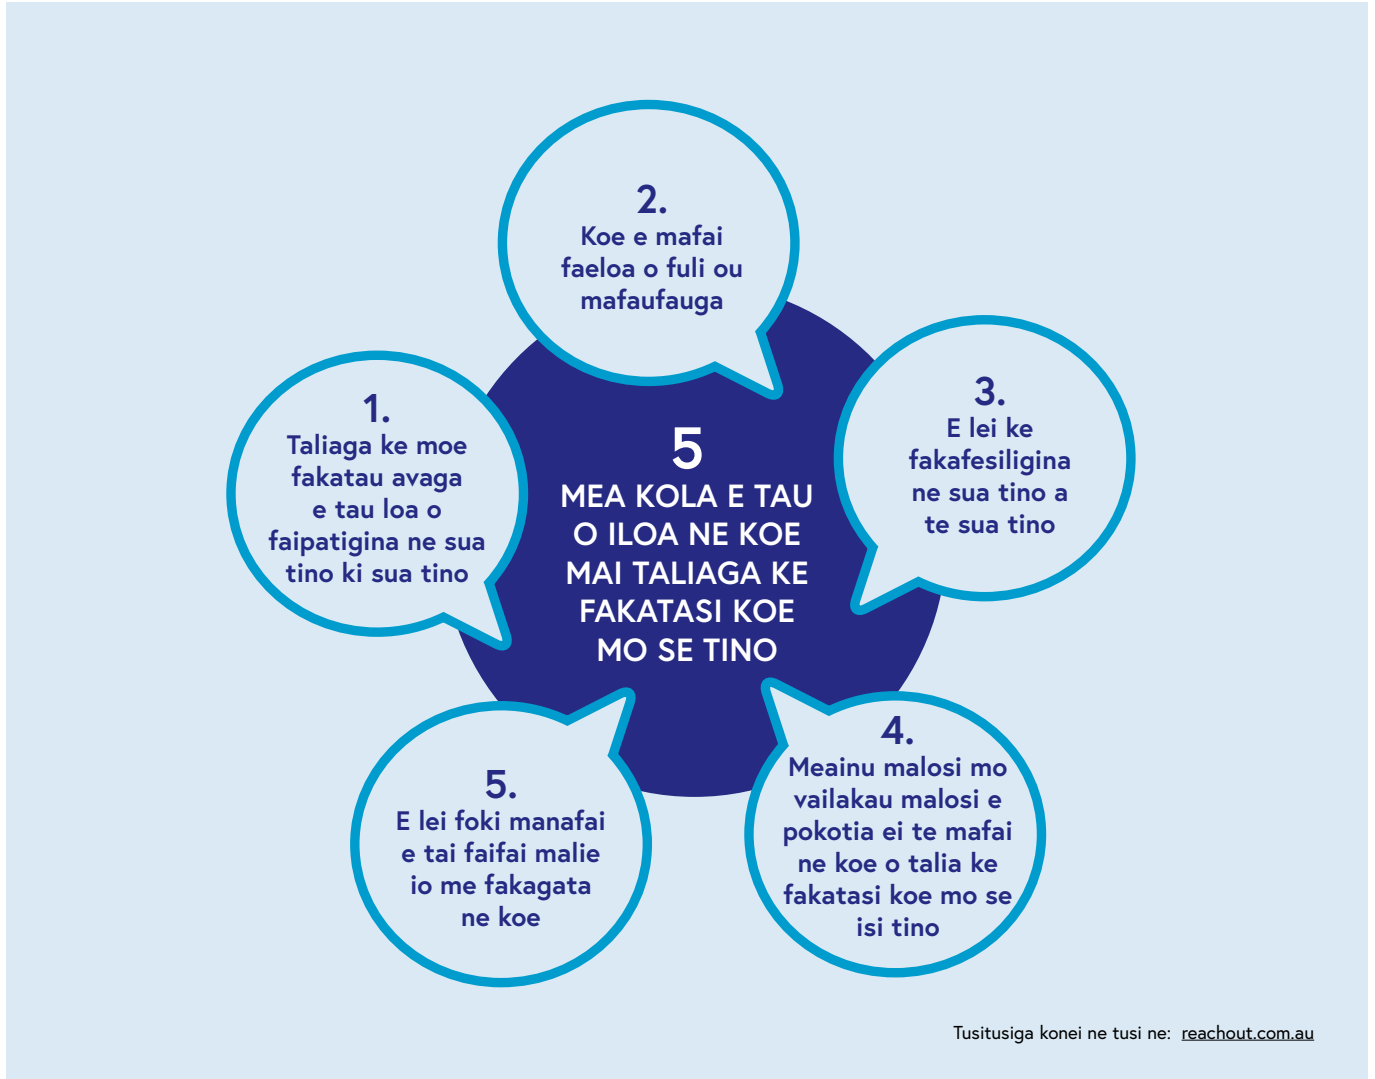 5
MEA KOLA E TAU
O ILOA NE KOE
MAI TALIAGA KE
FAKATASI KOE
MO SE TINO
1.
Taliaga ke moe
fakatau avaga
e tau loa o
faipatigina ne sua
tino ki sua tino
2.
Koe e mafai
faeloa o fuli ou
mafaufauga
3.
E lei ke
fakafesiligina
ne sua tino a
te sua tino
4.
Meainu malosi mo
vailakau malosi e
pokotia ei te mafai
ne koe o talia ke
fakatasi koe mo se
isi tino
5.
E lei foki manafai
e tai faifai malie
io me fakagata
ne koe
Tusitusiga konei ne tusi ne: reachout.com.au